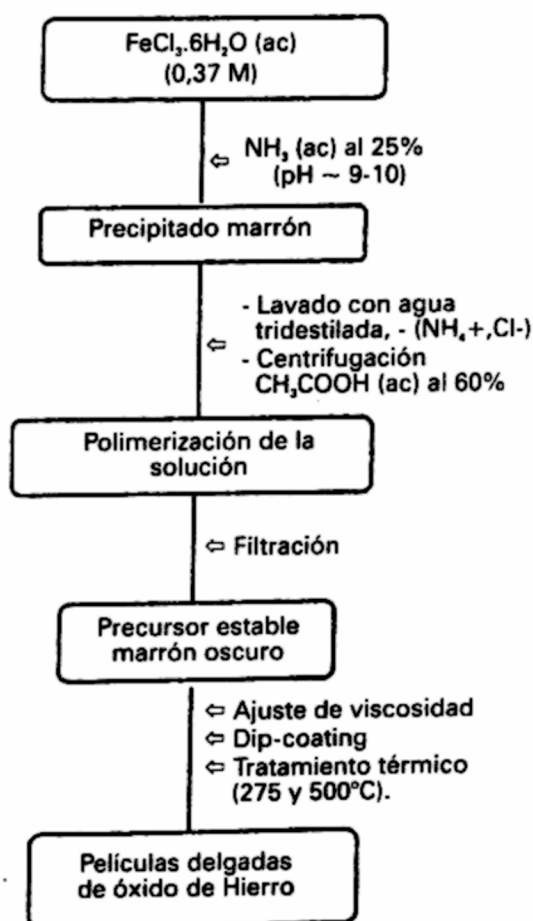 FeCl₃.6H₂O (ac)
(0,37 M)
⇦ NH₃ (ac) al 25%
(pH ~ 9-10)
Precipitado marrón
- Lavado con agua
tridestilada, - (NH₄+,Cl-)
⇦ - Centrifugación
CH₃COOH (ac) al 60%
Polimerización de la
solución
⇦ Filtración
Precursor estable
marrón oscuro
⇦ Ajuste de viscosidad
⇦ Dip-coating
⇦ Tratamiento térmico
(275 y 500°C).
Películas delgadas
de óxido de Hierro